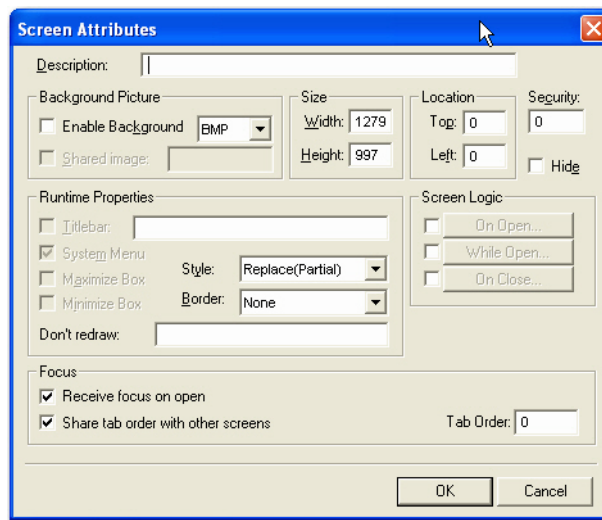 Screen Attributes
Description:
Background Picture
Enable Background BMP
Shared image:
Size
Width: 1279
Height: 997
Location
Top: 0
Left: 0
Security:
0
Hide
Runtime Properties
Titlebar:
System Menu
Maximize Box
Minimize Box
Style: Replace(Partial)
Border: None
Don't redraw:
Screen Logic
On Open...
While Open...
On Close...
Focus
Receive focus on open
Share tab order with other screens
Tab Order: 0
OK Cancel